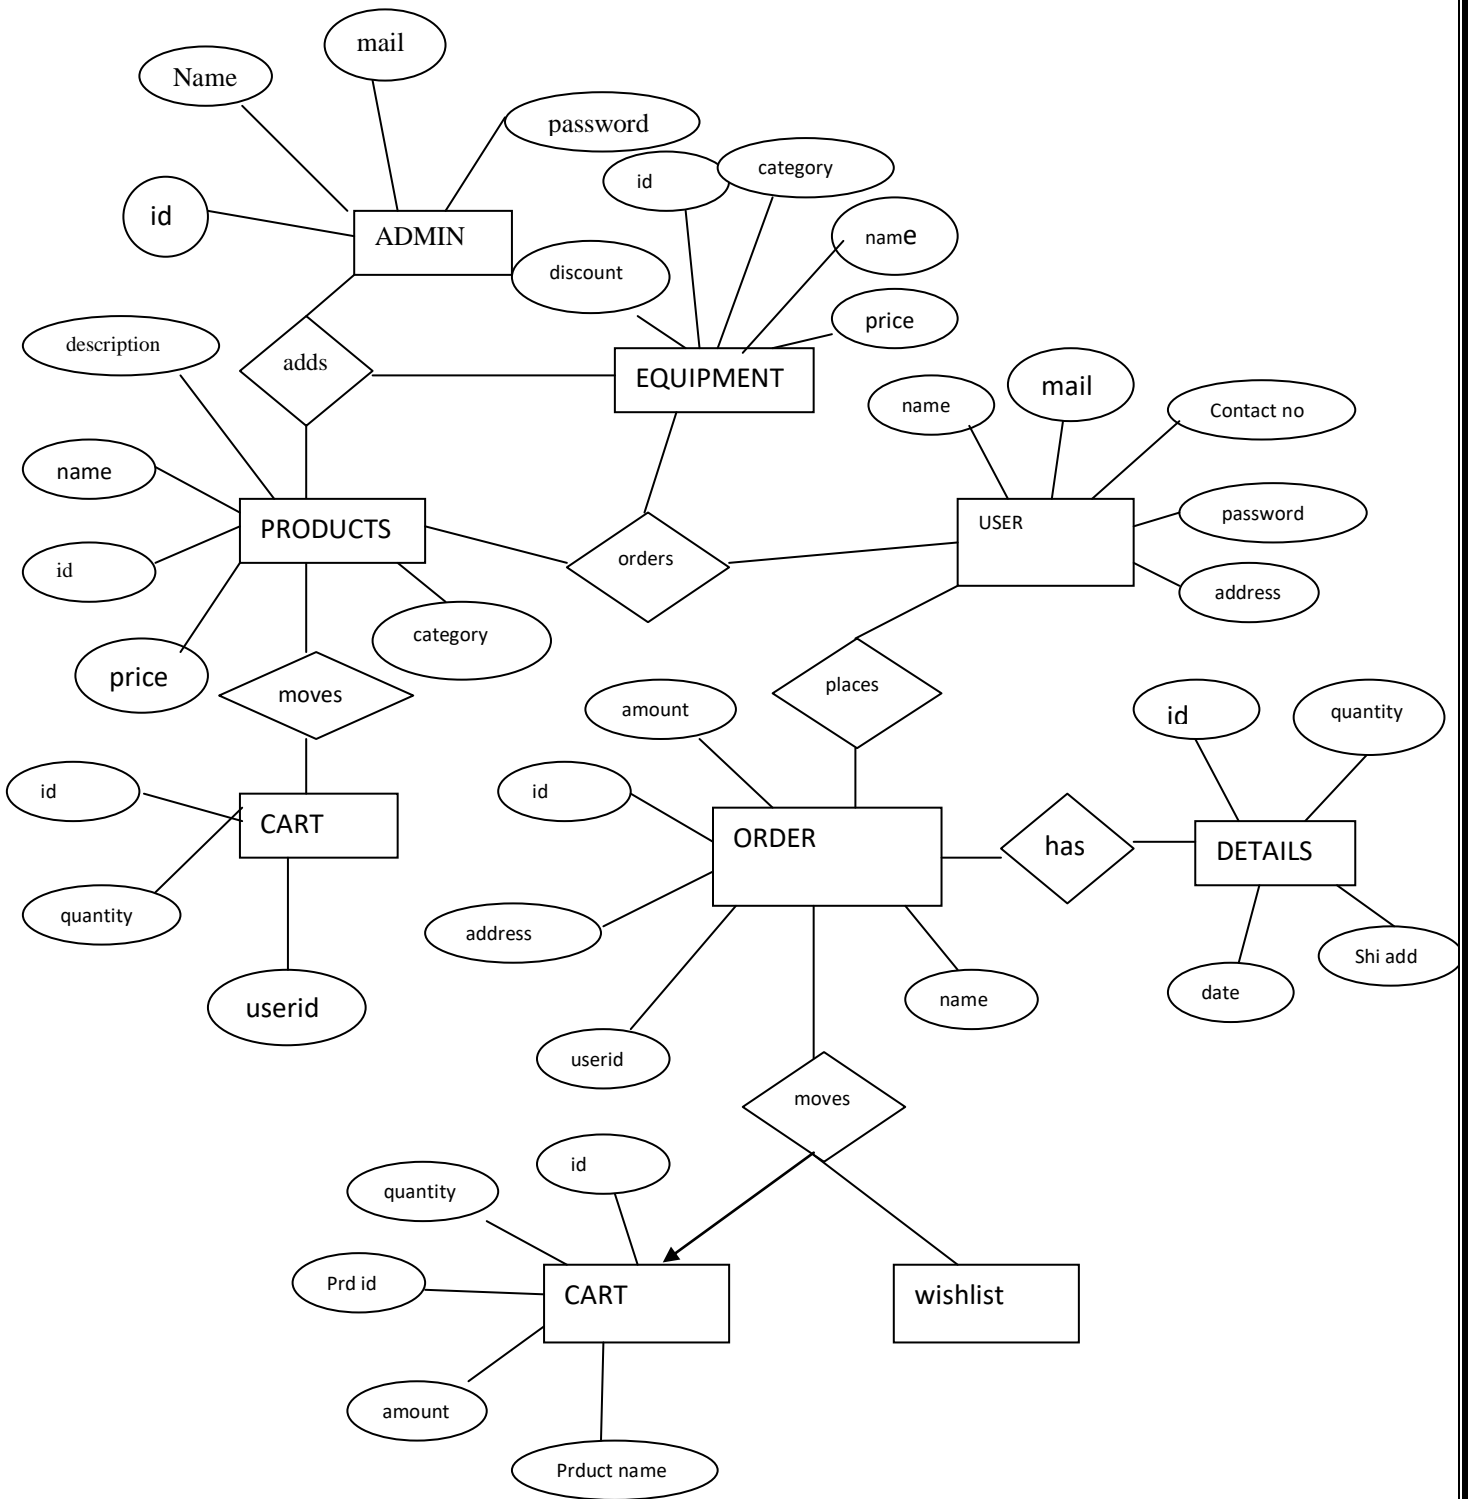 mail
Name
password
category
id
id
name
ADMIN
discount
price
description
adds
EQUIPMENT
mail
name
Contact no
name
PRODUCTS
USER
password
orders
id
address
category
price
moves
places
amount
id
quantity
id
id
CART
ORDER
has
DETAILS
quantity
address
Shi add
date
name
userid
userid
moves
id
quantity
Prd id
CART
wishlist
amount
Prduct name